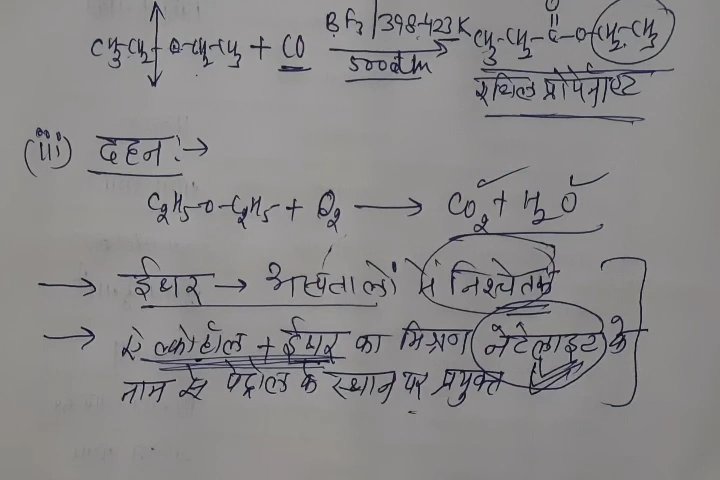 O
CH3-CH2-O-CH2-CH3 + CO BF3/398-423K 500atm → CH3-CH2-C-O-CH2-CH3
एथिल प्रोपेनाएट
(iii) दहन :→
C2H5-O-C2H5 + O2 → CO2 + H2O
→ ईथर → अस्पतालों में निश्चेतक
→ ऐल्कोहॉल + ईथर का मिश्रण नेटेलाइट के
नाम से पेट्रोल के स्थान पर प्रयुक्त